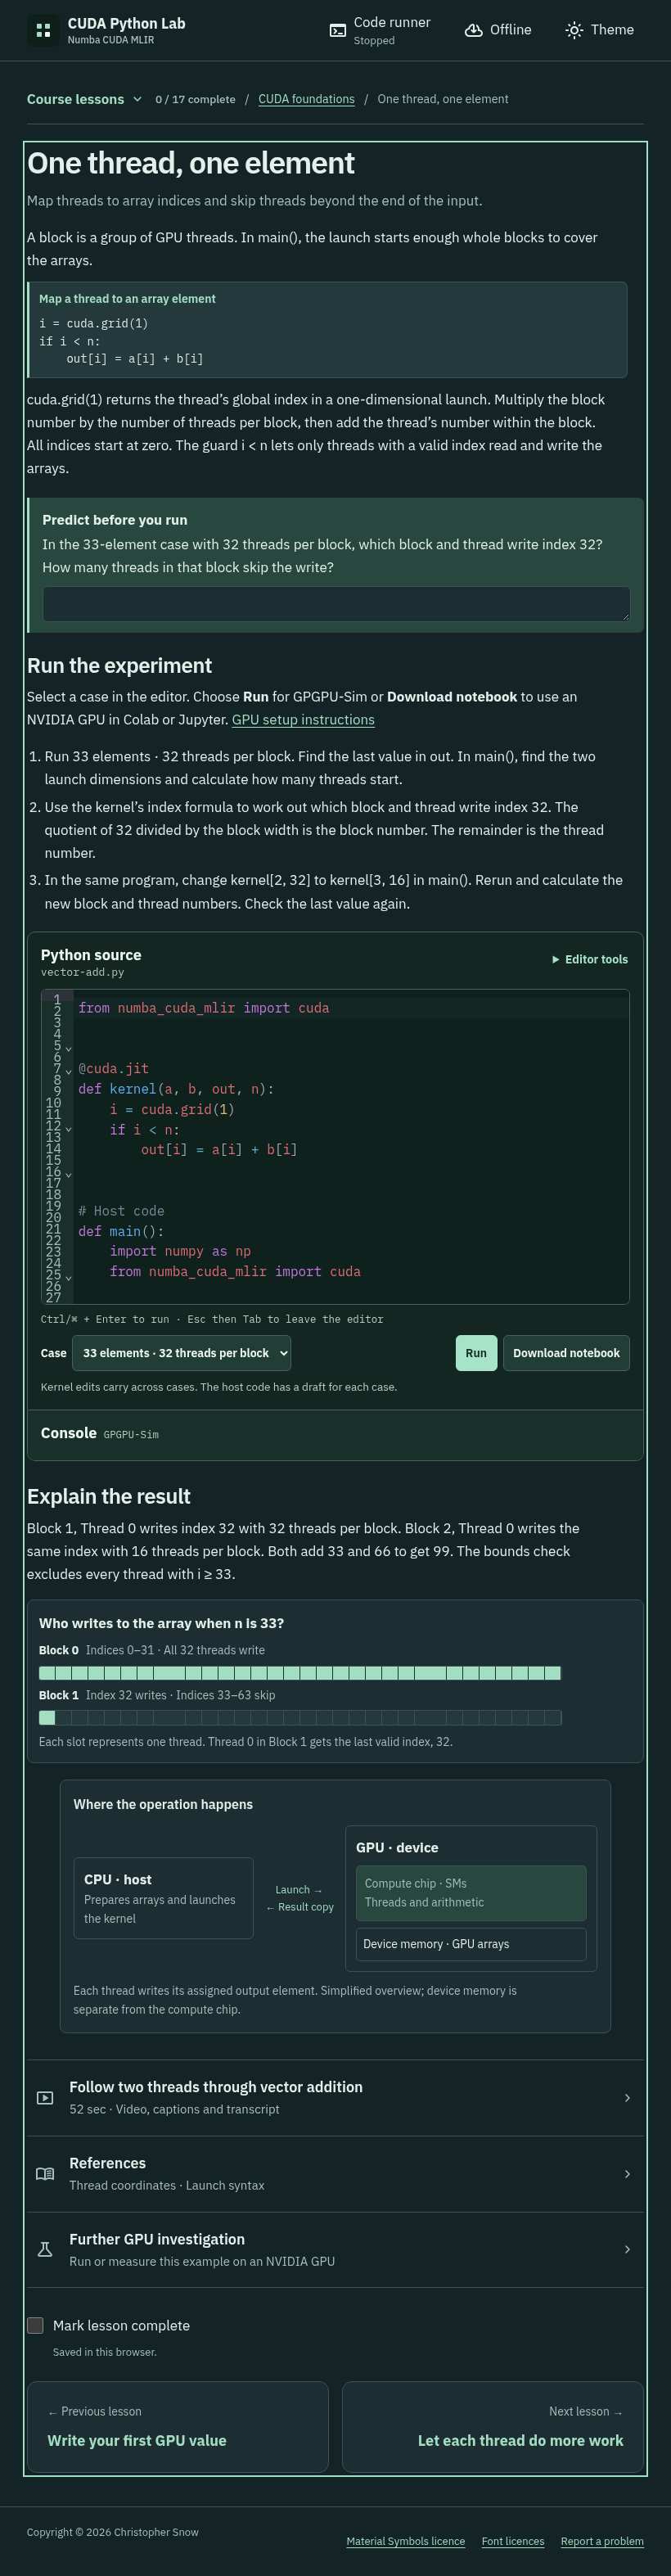 CUDA Python Lab
Numba CUDA MLIR
Code runner
Stopped
Offline
Theme
Course lessons
0 / 17 complete / CUDA foundations / One thread, one element
One thread, one element
Map threads to array indices and skip threads beyond the end of the input.
A block is a group of GPU threads. In main(), the launch starts enough whole blocks to cover
the arrays.
Map a thread to an array element
i = cuda.grid(1)
if i < n:
    out[i] = a[i] + b[i]
cuda.grid(1) returns the thread’s global index in a one-dimensional launch. Multiply the block
number by the number of threads per block, then add the thread’s number within the block.
All indices start at zero. The guard i < n lets only threads with a valid index read and write the
arrays.
Predict before you run
In the 33-element case with 32 threads per block, which block and thread write index 32?
How many threads in that block skip the write?
Run the experiment
Select a case in the editor. Choose Run for GPGPU-Sim or Download notebook to use an
NVIDIA GPU in Colab or Jupyter. GPU setup instructions
1. Run 33 elements · 32 threads per block. Find the last value in out. In main(), find the two
launch dimensions and calculate how many threads start.
2. Use the kernel’s index formula to work out which block and thread write index 32. The
quotient of 32 divided by the block width is the block number. The remainder is the thread
number.
3. In the same program, change kernel[2, 32] to kernel[3, 16] in main(). Rerun and calculate the
new block and thread numbers. Check the last value again.
Python source
vector-add.py
▶ Editor tools
1
2
3
4
5
6
7
8
9
10
11
12
13
14
15
16
17
18
19
20
21
22
23
24
25
26
27
from numba_cuda_mlir import cuda
@cuda.jit
def kernel(a, b, out, n):
    i = cuda.grid(1)
    if i < n:
        out[i] = a[i] + b[i]
# Host code
def main():
    import numpy as np
    from numba_cuda_mlir import cuda
Ctrl/⌘ + Enter to run · Esc then Tab to leave the editor
Case 33 elements · 32 threads per block
Run
Download notebook
Kernel edits carry across cases. The host code has a draft for each case.
Console GPGPU-Sim
Explain the result
Block 1, Thread 0 writes index 32 with 32 threads per block. Block 2, Thread 0 writes the
same index with 16 threads per block. Both add 33 and 66 to get 99. The bounds check
excludes every thread with i ≥ 33.
Who writes to the array when n is 33?
Block 0 Indices 0–31 · All 32 threads write
Block 1 Index 32 writes · Indices 33–63 skip
Each slot represents one thread. Thread 0 in Block 1 gets the last valid index, 32.
Where the operation happens
CPU · host
Prepares arrays and launches
the kernel
Launch →
← Result copy
GPU · device
Compute chip · SMs
Threads and arithmetic
Device memory · GPU arrays
Each thread writes its assigned output element. Simplified overview; device memory is
separate from the compute chip.
Follow two threads through vector addition
52 sec · Video, captions and transcript
References
Thread coordinates · Launch syntax
Further GPU investigation
Run or measure this example on an NVIDIA GPU
Mark lesson complete
Saved in this browser.
← Previous lesson
Write your first GPU value
Next lesson →
Let each thread do more work
Copyright © 2026 Christopher Snow
Material Symbols licence
Font licences
Report a problem